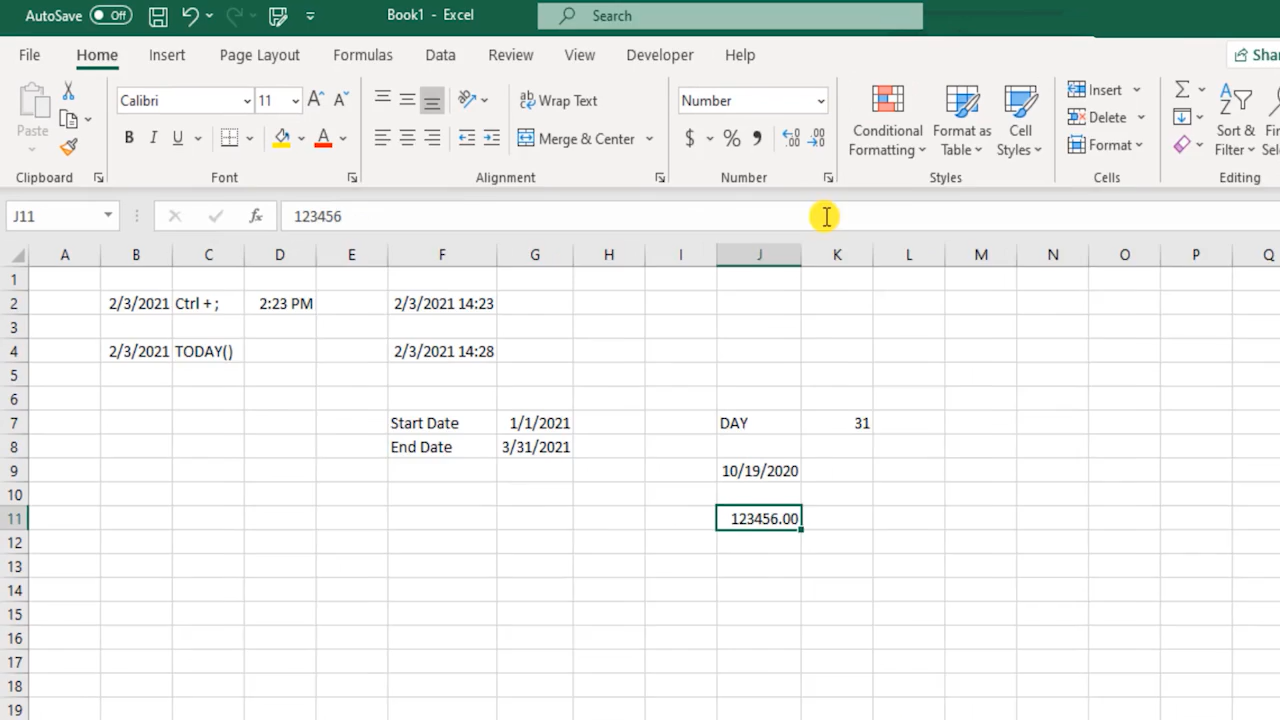 AutoSave Off Book1 - Excel Search
File Home Insert Page Layout Formulas Data Review View Developer Help
Calibri 11 Wrap Text Number
Paste B I U Merge & Center $ % Conditional Formatting Format as Table Cell Styles Insert Delete Format Sort & Filter
Clipboard Font Alignment Number Styles Cells Editing
J11 fx 123456
A B C D E F G H I J K L M N O P Q
1
2 2/3/2021 Ctrl + ; 2:23 PM 2/3/2021 14:23
3
4 2/3/2021 TODAY() 2/3/2021 14:28
5
6
7 Start Date 1/1/2021 DAY 31
8 End Date 3/31/2021
9 10/19/2020
10
11 123456.00
12
13
14
15
16
17
18
19